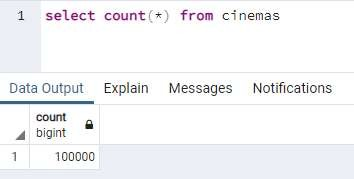 1 select count(*) from cinemas
Data Output Explain Messages Notifications
count
bigint
1 100000